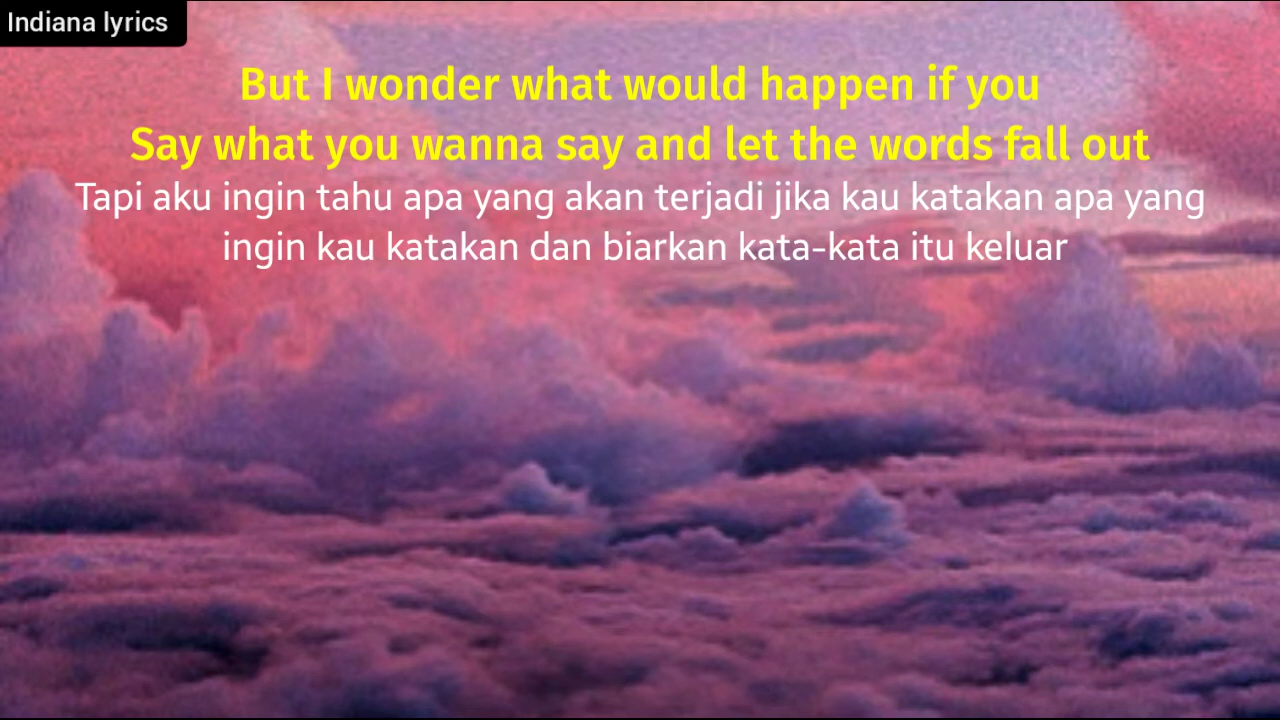 Indiana lyrics
But I wonder what would happen if you
Say what you wanna say and let the words fall out
Tapi aku ingin tahu apa yang akan terjadi jika kau katakan apa yang
ingin kau katakan dan biarkan kata-kata itu keluar